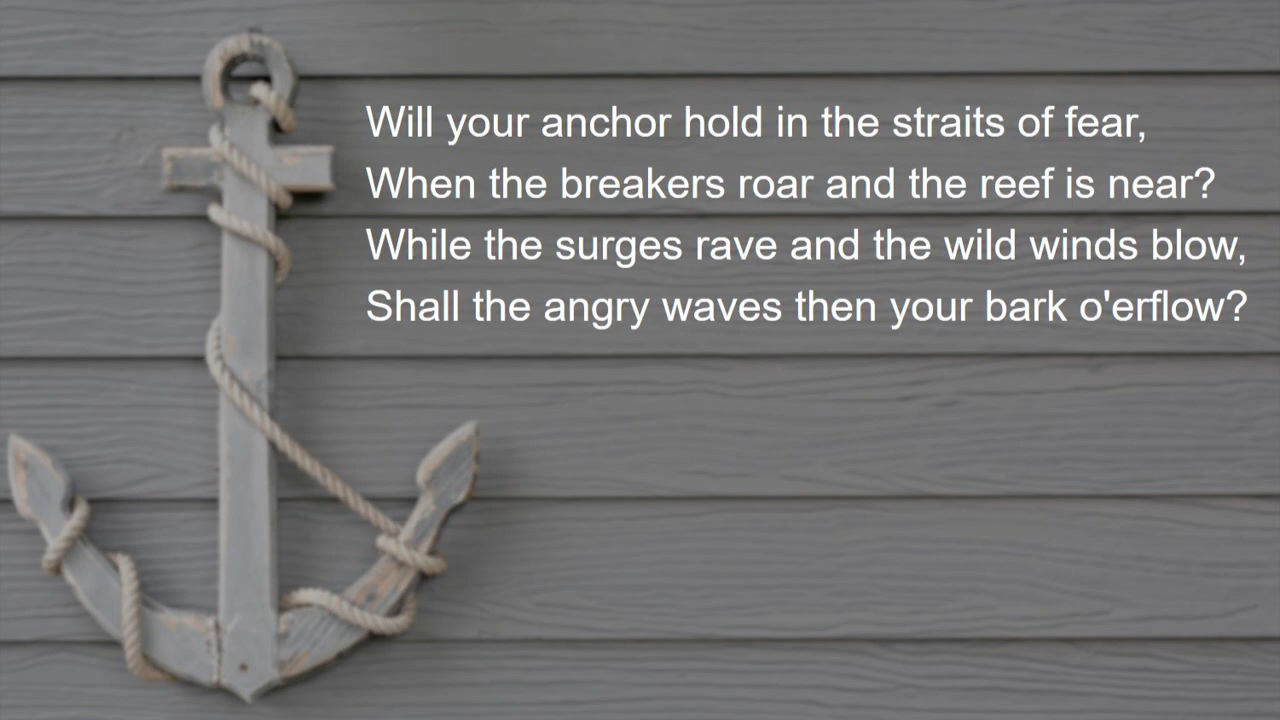 Will your anchor hold in the straits of fear,
When the breakers roar and the reef is near?
While the surges rave and the wild winds blow,
Shall the angry waves then your bark o'erflow?